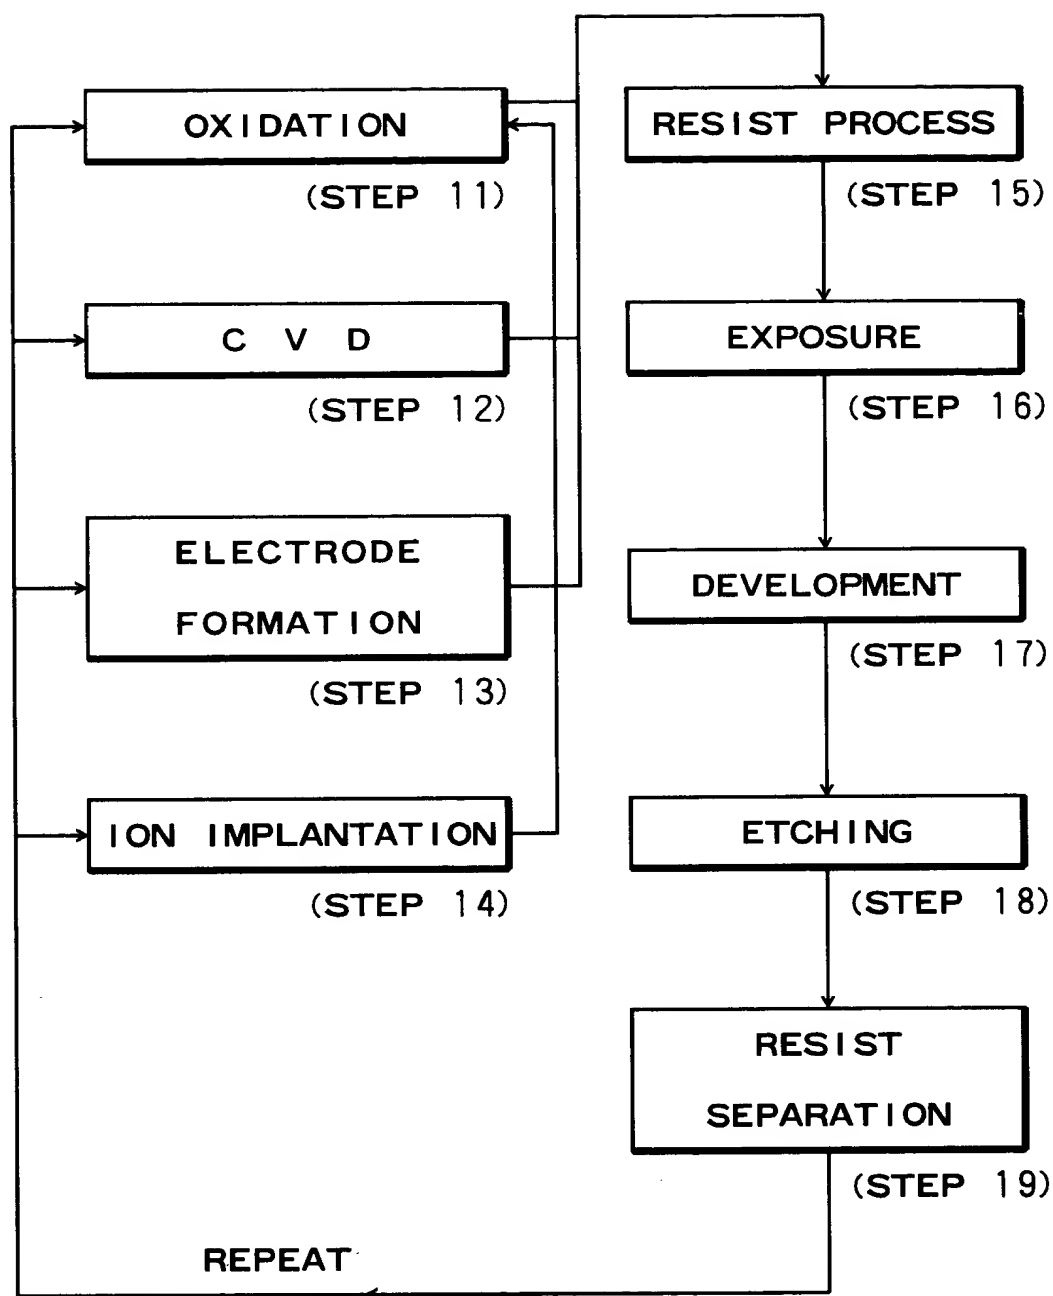 OXIDATION
(STEP 11)
CVD
(STEP 12)
ELECTRODE
FORMATION
(STEP 13)
ION IMPLANTATION
(STEP 14)
RESIST PROCESS
(STEP 15)
EXPOSURE
(STEP 16)
DEVELOPMENT
(STEP 17)
ETCHING
(STEP 18)
RESIST
SEPARATION
(STEP 19)
REPEAT